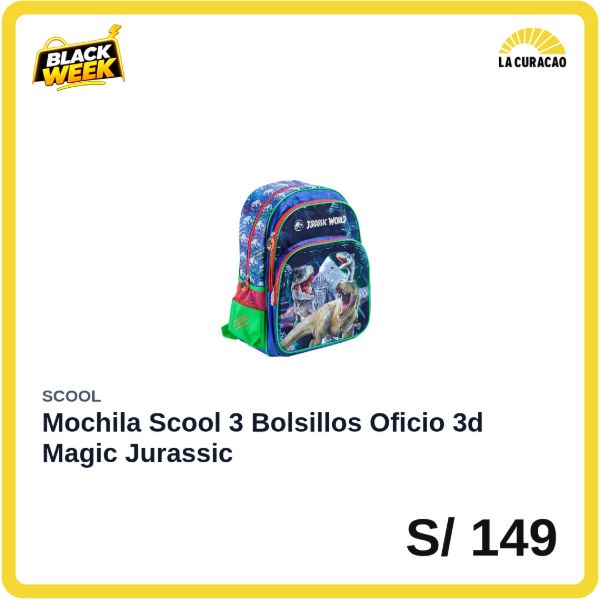 BLACK
WEEK
LA CURACAO
JURASSIC WORLD
SCOOL
Mochila Scool 3 Bolsillos Oficio 3d
Magic Jurassic
S/ 149